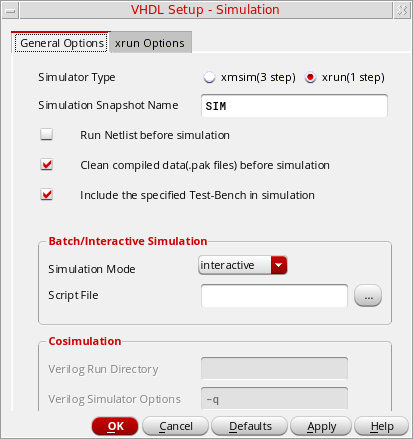 VHDL Setup - Simulation
General Options xrun Options
Simulator Type xmsim(3 step) xrun(1 step)
Simulation Snapshot Name SIM
Run Netlist before simulation
Clean compiled data(.pak files) before simulation
Include the specified Test-Bench in simulation
Batch/Interactive Simulation
Simulation Mode interactive
Script File ...
Cosimulation
Verilog Run Directory
Verilog Simulator Options -q
OK Cancel Defaults Apply Help